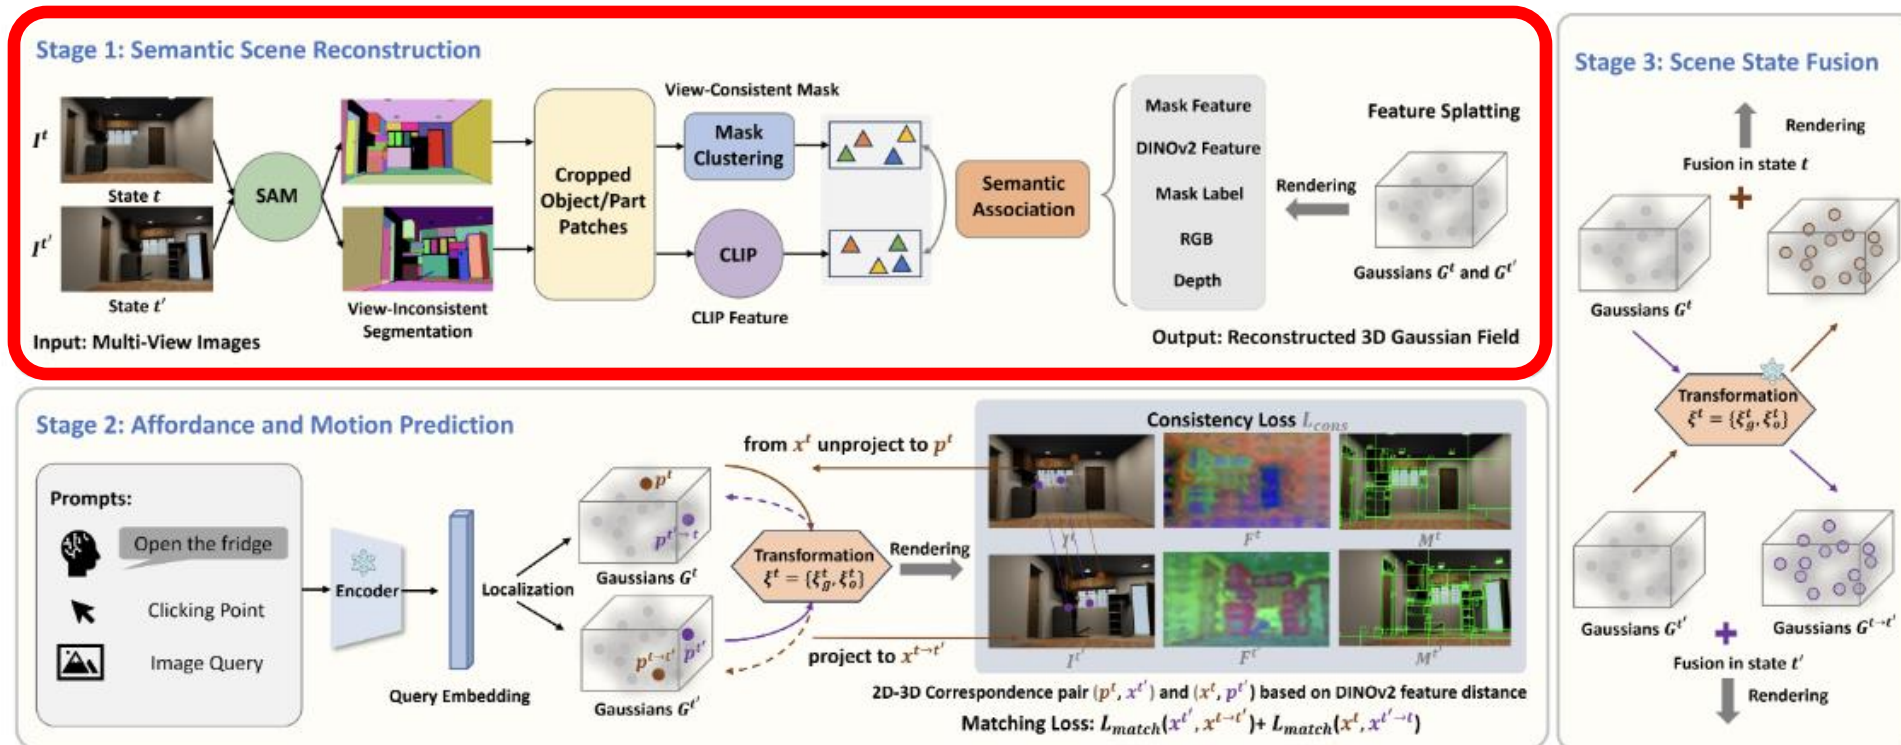 Stage 1: Semantic Scene Reconstruction
I^t
State t
I^t'
State t'
Input: Multi-View Images
SAM
View-Inconsistent
Segmentation
Cropped
Object/Part
Patches
View-Consistent Mask
Mask
Clustering
CLIP
CLIP Feature
Semantic
Association
Mask Feature
DINOv2 Feature
Mask Label
RGB
Depth
Rendering
Feature Splatting
Gaussians G^t and G^t'
Output: Reconstructed 3D Gaussian Field
Stage 2: Affordance and Motion Prediction
Prompts:
Open the fridge
Clicking Point
Image Query
Encoder
Query Embedding
Localization
p^t
p^t'→t
Gaussians G^t
p^t'
p^t→t'
Gaussians G^t'
from x^t unproject to p^t
Transformation
ξ^t = {ξ_g^t, ξ_o^t}
project to x^t→t'
Rendering
Consistency Loss L_cons
I^t
F^t
M^t
I^t'
F^t'
M^t'
2D-3D Correspondence pair (p^t, x^t') and (x^t, p^t') based on DINOv2 feature distance
Matching Loss: L_match(x^t', x^t→t')+ L_match(x^t, x^t'→t)
Stage 3: Scene State Fusion
Rendering
Fusion in state t
+
Gaussians G^t
Transformation
ξ^t = {ξ_g^t, ξ_o^t}
Gaussians G^t'
+
Gaussians G^t→t'
Fusion in state t'
Rendering